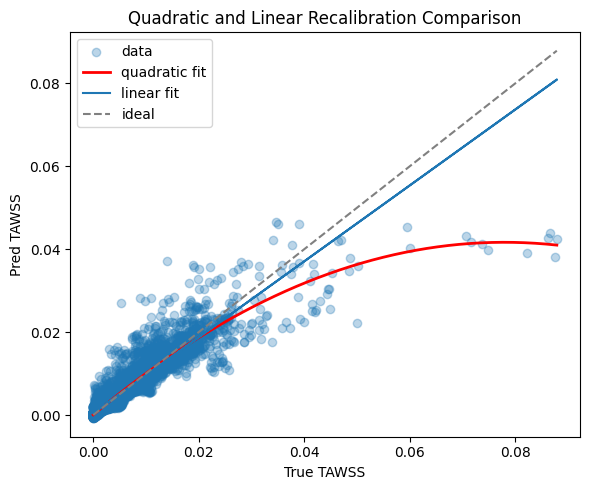 Quadratic and Linear Recalibration Comparison
data
quadratic fit
linear fit
ideal
0.08
0.06
0.04
0.02
0.00
Pred TAWSS
0.00 0.02 0.04 0.06 0.08
True TAWSS